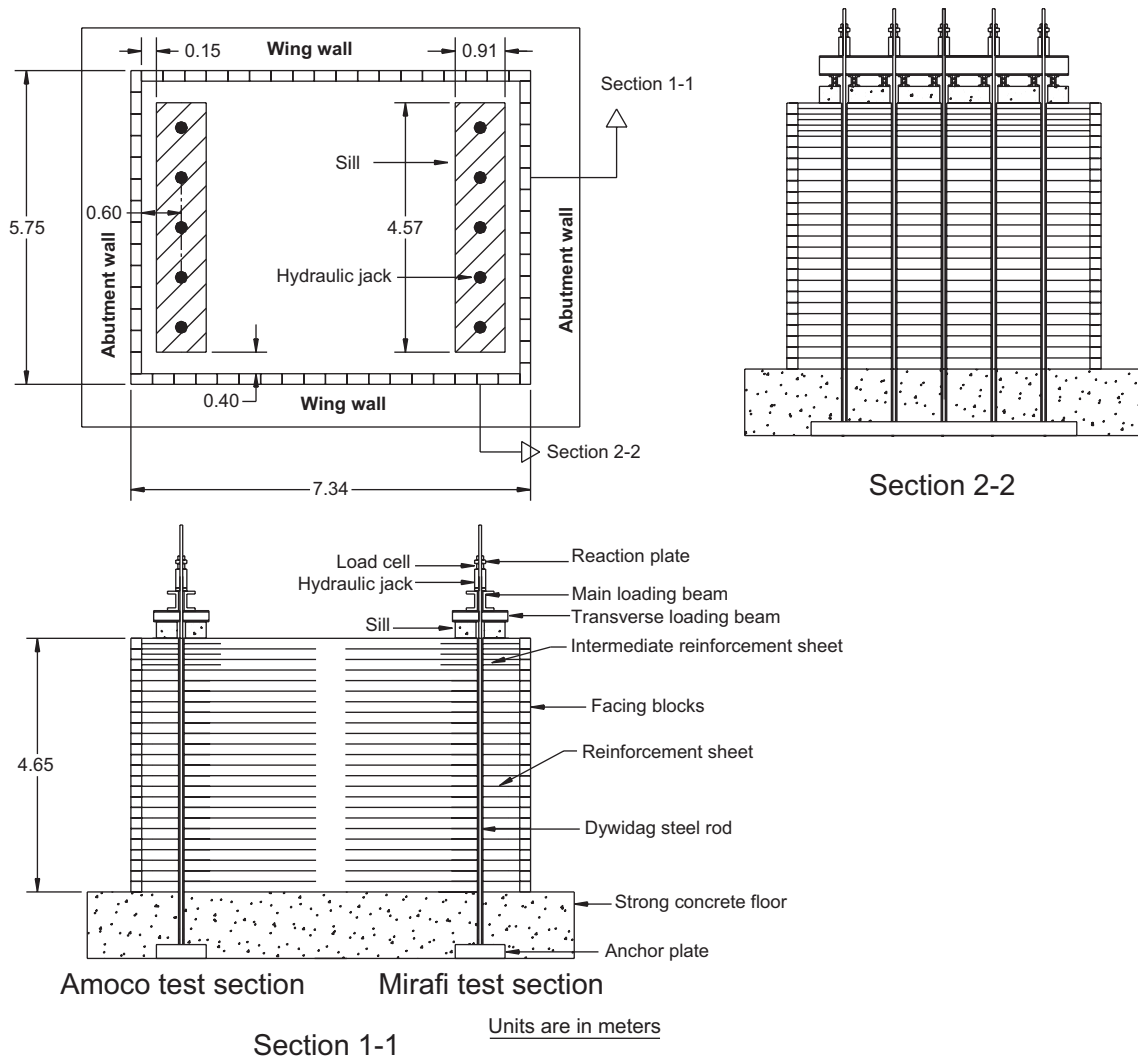 0.15
Wing wall
0.91
Section 1-1
Sill
0.60
5.75
4.57
Hydraulic jack
Abutment wall
Abutment wall
0.40
Wing wall
Section 2-2
7.34
Section 2-2
Load cell
Reaction plate
Hydraulic jack
Main loading beam
Transverse loading beam
Sill
Intermediate reinforcement sheet
Facing blocks
4.65
Reinforcement sheet
Dywidag steel rod
Strong concrete floor
Anchor plate
Amoco test section
Mirafi test section
Units are in meters
Section 1-1